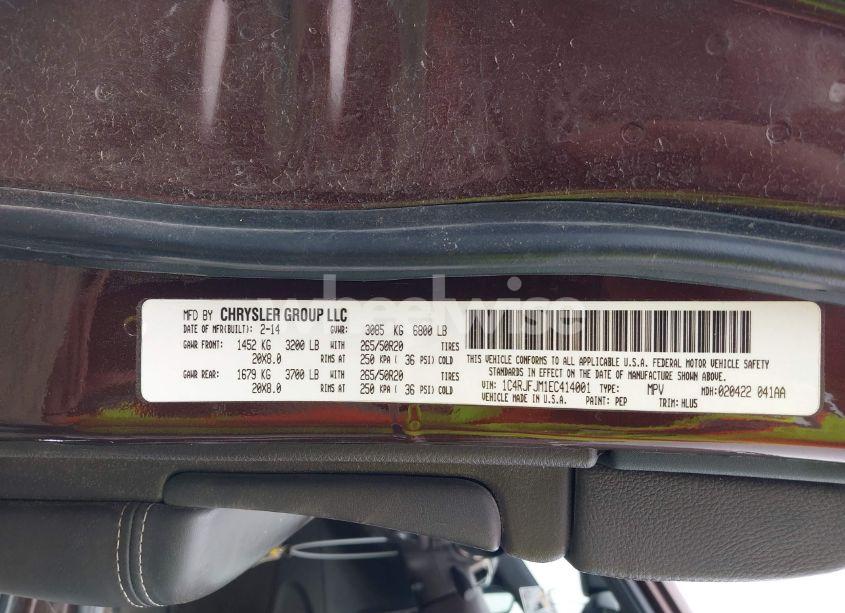 wheelwise
MFD BY CHRYSLER GROUP LLC
DATE OF MFR(BUILT): 2-14 GVWR: 3085 KG 6800 LB
GAWR FRONT: 1452 KG 3200 LB WITH 265/50R20 TIRES
20X8.0 RIMS AT 250 KPA ( 36 PSI) COLD
GAWR REAR: 1679 KG 3700 LB WITH 265/50R20 TIRES
20X8.0 RIMS AT 250 KPA ( 36 PSI) COLD
THIS VEHICLE CONFORMS TO ALL APPLICABLE U.S.A. FEDERAL MOTOR VEHICLE SAFETY
STANDARDS IN EFFECT ON THE DATE OF MANUFACTURE SHOWN ABOVE.
VIN: 1C4RJFJM1EC414001 TYPE: MPV MDH: 020422 041AA
VEHICLE MADE IN U.S.A. PAINT: PEP TRIM: HLU5